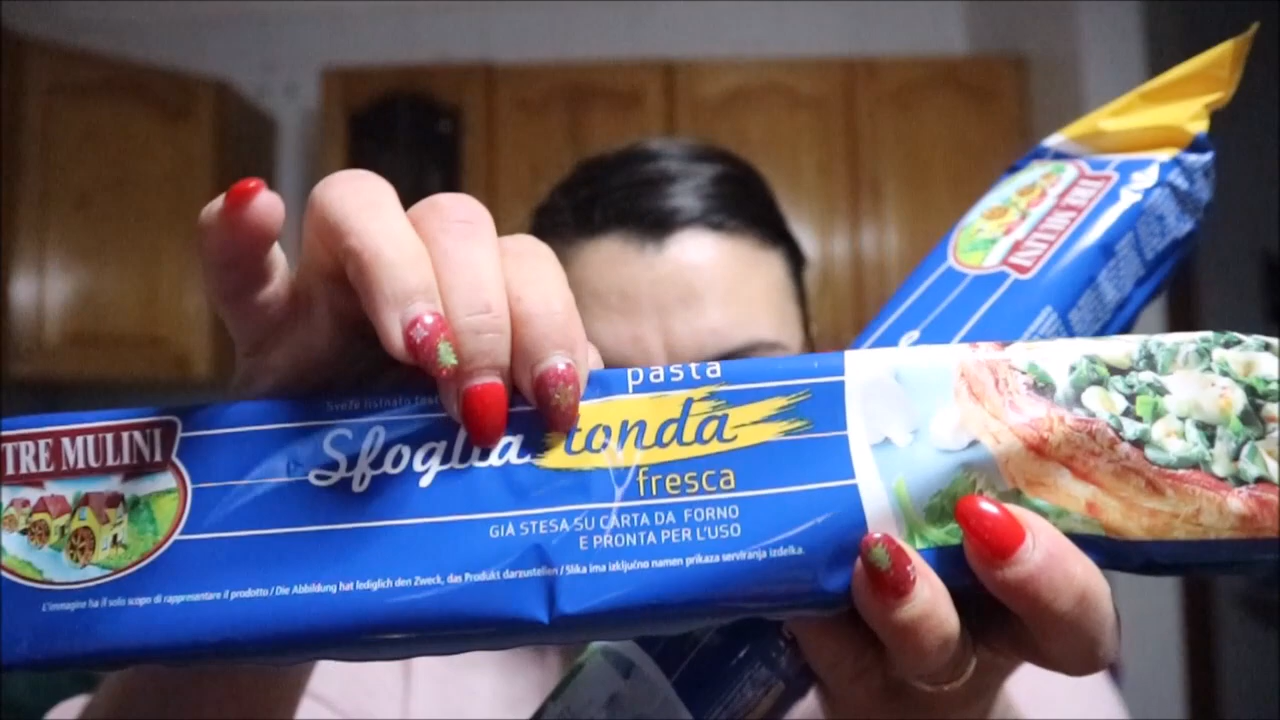 TRE MULINI
pasta
Sfoglia tonda
fresca
GIÀ STESA SU CARTA DA FORNO
E PRONTA PER L'USO
L'immagine ha il solo scopo di rappresentare il prodotto / Die Abbildung hat lediglich den Zweck, das Produkt darzustellen / Slika ima isključivo namen prikaza serviranja izdelka.
TRE MULINI